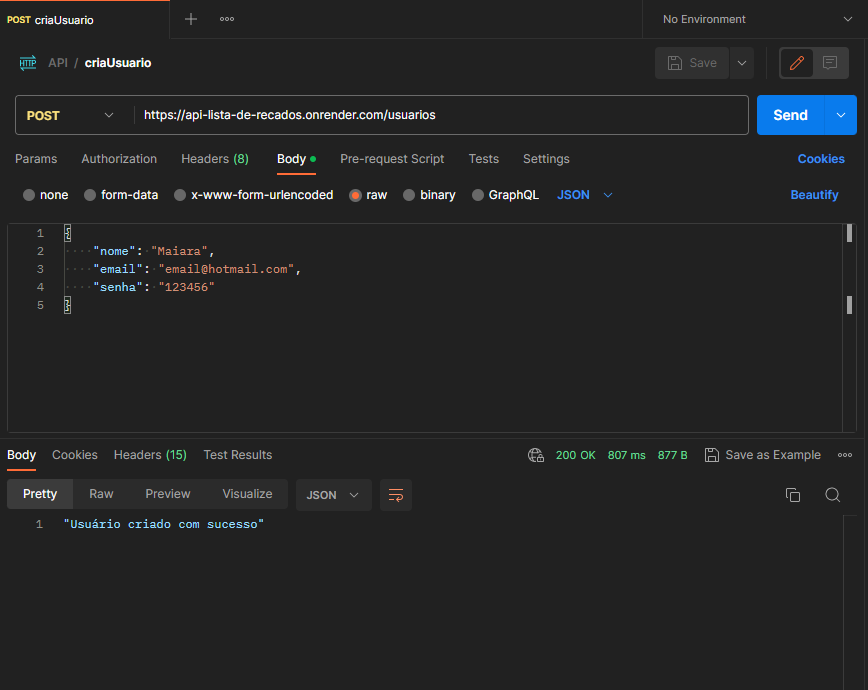 POST criaUsuario
No Environment
HTTP API / criaUsuario
Save
POST https://api-lista-de-recados.onrender.com/usuarios
Send
Params Authorization Headers (8) Body Pre-request Script Tests Settings Cookies
none form-data x-www-form-urlencoded raw binary GraphQL JSON Beautify
1 {
2 "nome": "Maiara",
3 "email": "email@hotmail.com",
4 "senha": "123456"
5 }
Body Cookies Headers (15) Test Results 200 OK 807 ms 877 B Save as Example
Pretty Raw Preview Visualize JSON
1 "Usuário criado com sucesso"